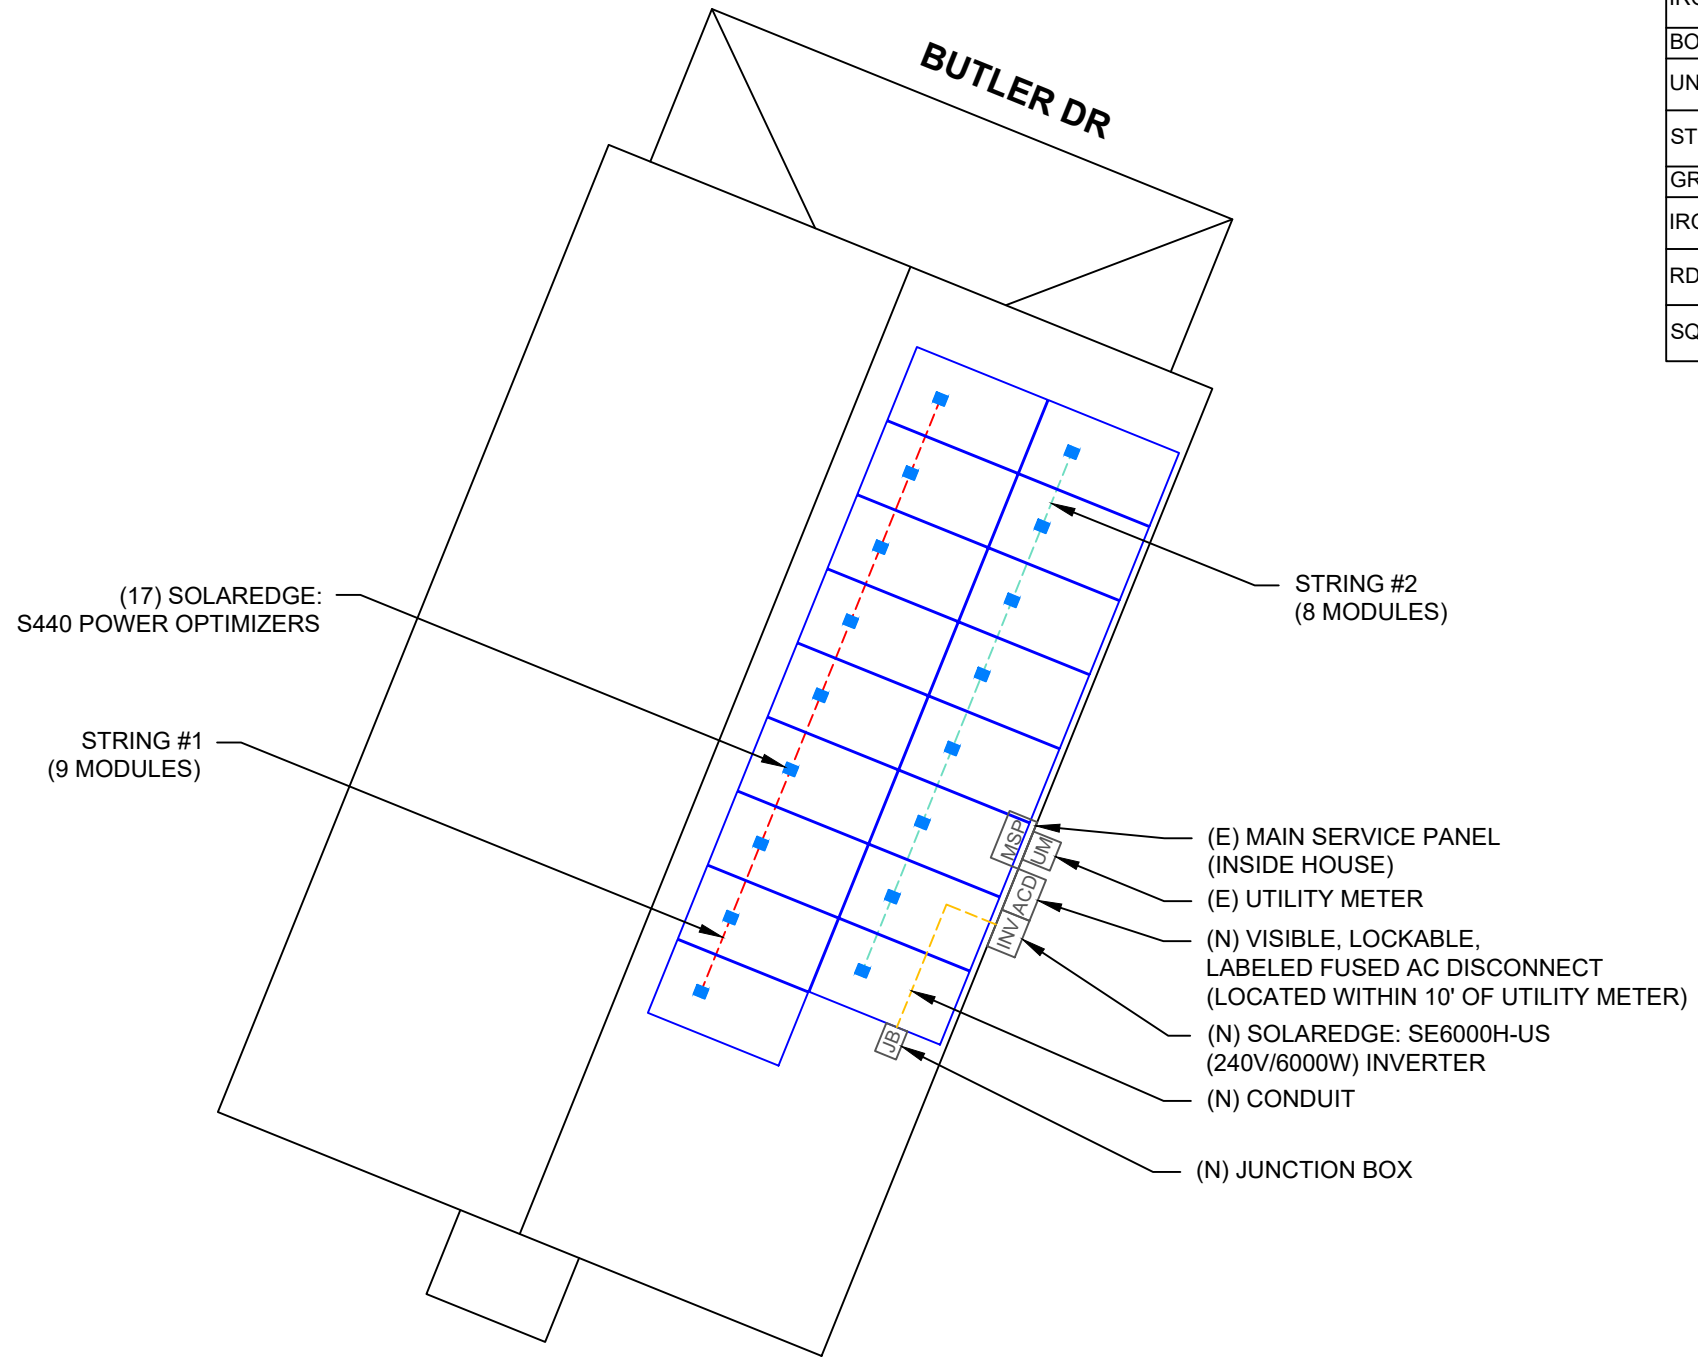 BUTLER DR
BO
UN
ST
GR
RD
SQ
(17) SOLAREDGE:
S440 POWER OPTIMIZERS
STRING #1
(9 MODULES)
STRING #2
(8 MODULES)
MSP
UM
ACD
INV
JB
(E) MAIN SERVICE PANEL
(INSIDE HOUSE)
(E) UTILITY METER
(N) VISIBLE, LOCKABLE,
LABELED FUSED AC DISCONNECT
(LOCATED WITHIN 10' OF UTILITY METER)
(N) SOLAREDGE: SE6000H-US
(240V/6000W) INVERTER
(N) CONDUIT
(N) JUNCTION BOX